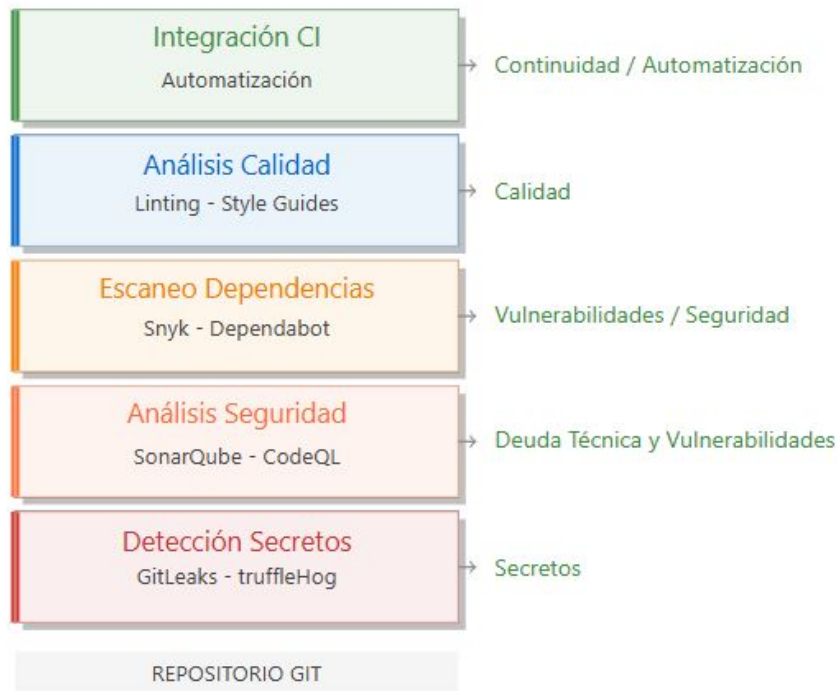 Integración CI
Automatización
Continuidad / Automatización
Análisis Calidad
Linting - Style Guides
Calidad
Escaneo Dependencias
Snyk - Dependabot
Vulnerabilidades / Seguridad
Análisis Seguridad
SonarQube - CodeQL
Deuda Técnica y Vulnerabilidades
Detección Secretos
GitLeaks - truffleHog
Secretos
REPOSITORIO GIT